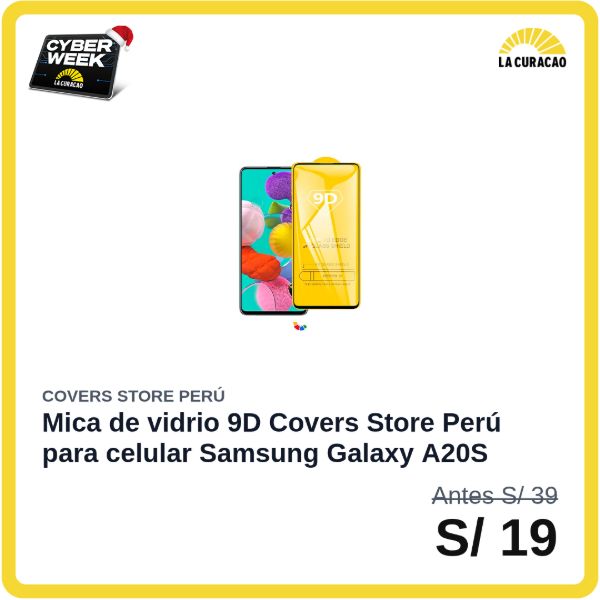 CYBER
WEEK
LA CURACAO
LA CURACAO
9D
COVERS STORE PERÚ
Mica de vidrio 9D Covers Store Perú
para celular Samsung Galaxy A20S
Antes S/ 39
S/ 19